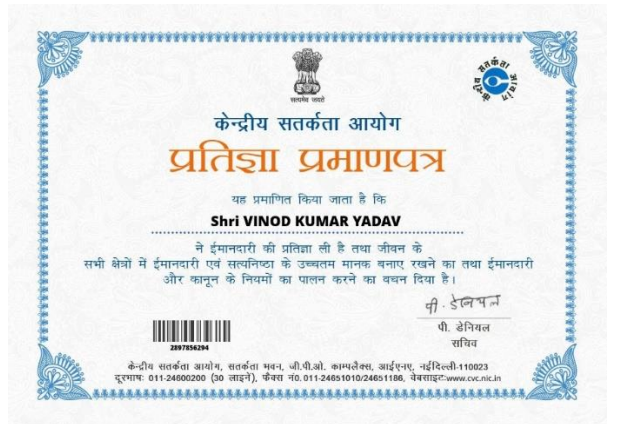 सत्यमेव जयते
केन्द्रीय सतर्कता आयोग
केन्द्रीय सतर्कता आयोग
प्रतिज्ञा प्रमाणपत्र
यह प्रमाणित किया जाता है कि
Shri VINOD KUMAR YADAV
ने ईमानदारी की प्रतिज्ञा ली है तथा जीवन के
सभी क्षेत्रों में ईमानदारी एवं सत्यनिष्ठा के उच्चतम मानक बनाए रखने का तथा ईमानदारी
और कानून के नियमों का पालन करने का वचन दिया है।
पी. डेनियल
पी. डेनियल
सचिव
2897856294
केन्द्रीय सतर्कता आयोग, सतर्कता भवन, जी.पी.ओ. काम्पलैक्स, आईएनए, नईदिल्ली-110023
दूरभाषः 011-24600200 (30 लाइनें), फैक्स नं. 011-24651010/24651186, वेबसाइटःwww.cvc.nic.in